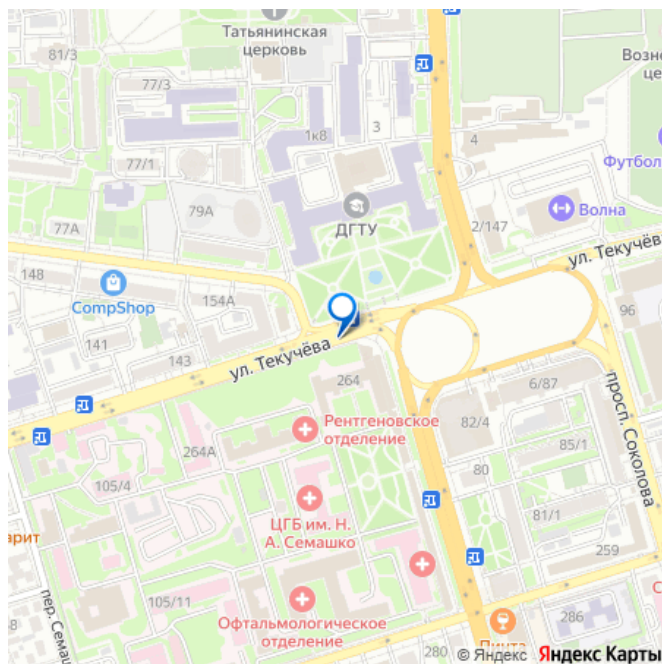 Татьянинская
церковь
81/3
77/3
Возне
це
1к8
3
4
77/1
Футбол
79А
ДГТУ
Волна
77А
2/147
ул. Текучёва
148
CompShop
154А
96
141
143
ул. Текучёва
264
6/87
просп. Соколова
Рентгеновское
отделение
82/4
264А
85/1
80
105/4
ЦГБ им. Н.
А. Семашко
81/1
арит
259
пер. Семаш
105/11
Офтальмологическое
отделение
С
286
Пинта
280
© Яндекс Яндекс Карты